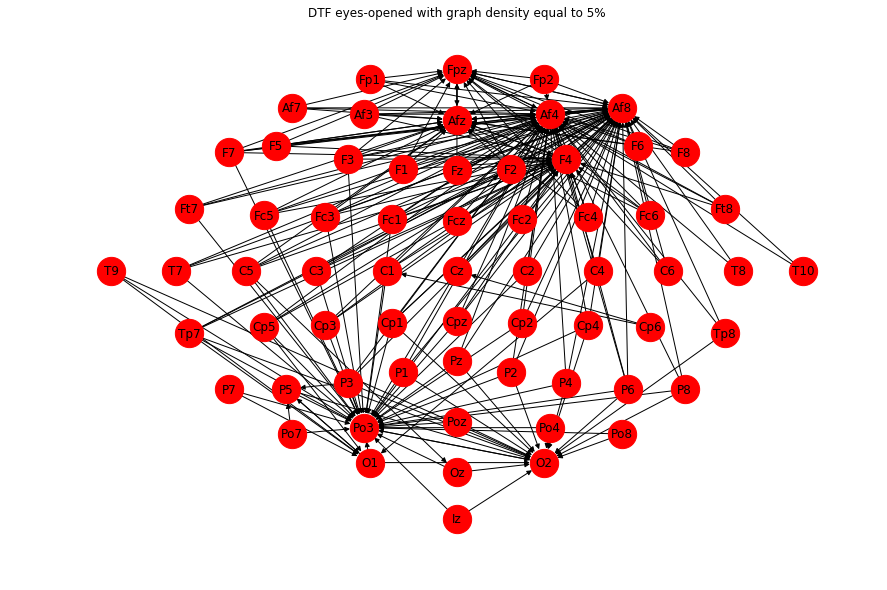 DTF eyes-opened with graph density equal to 5%
Fp1 Fpz Fp2
Af7 Af3 Afz Af4 Af8
F7 F5 F3 F1 Fz F2 F4 F6 F8
Ft7 Fc5 Fc3 Fc1 Fcz Fc2 Fc4 Fc6 Ft8
T9 T7 C5 C3 C1 Cz C2 C4 C6 T8 T10
Tp7 Cp5 Cp3 Cp1 Cpz Cp2 Cp4 Cp6 Tp8
P7 P5 P3 P1 Pz P2 P4 P6 P8
Po7 Po3 Poz Po4 Po8
O1 Oz O2
Iz